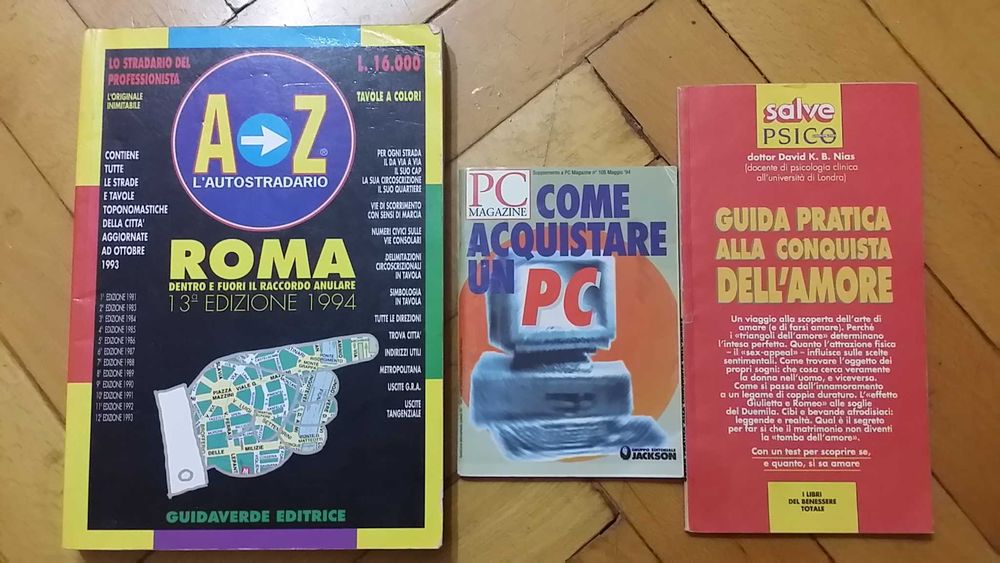 LO STRADARIO DEL
PROFESSIONISTA
L'ORIGINALE
INIMITABILE
L. 16.000
TAVOLE A COLORI
A Z
L'AUTOSTRADARIO
CONTIENE
TUTTE
LE STRADE
E TAVOLE
TOPONOMASTICHE
DELLA CITTA'
AGGIORNATE
AD OTTOBRE
1993
PER OGNI STRADA
IL DA VIA A VIA
IL SUO CAP
LA SUA CIRCOSCRIZIONE
IL SUO QUARTIERE
VIE DI SCORRIMENTO
CON SENSI DI MARCIA
NUMERI CIVICI SULLE
VIE CONSOLARI
DELIMITAZIONI
CIRCOSCRIZIONALI
IN TAVOLA
SIMBOLOGIA
IN TAVOLA
TUTTE LE DIREZIONI
TROVA CITTA'
INDIRIZZI UTILI
METROPOLITANA
USCITE G.R.A.
USCITE
TANGENZIALE
ROMA
DENTRO E FUORI IL RACCORDO ANULARE
13ª EDIZIONE 1994
1ª EDIZIONE 1981
2ª EDIZIONE 1983
3ª EDIZIONE 1984
4ª EDIZIONE 1985
5ª EDIZIONE 1986
6ª EDIZIONE 1987
7ª EDIZIONE 1988
8ª EDIZIONE 1989
9ª EDIZIONE 1990
10ª EDIZIONE 1991
11ª EDIZIONE 1992
12ª EDIZIONE 1993
PIAZZA
MAZZINI
VIALE
DELLE MILIZIE
GUIDAVERDE EDITRICE
PC
MAGAZINE
Supplemento a PC Magazine n° 105 Maggio '94
COME
ACQUISTARE
UN
PC
GRUPPO EDITORIALE
JACKSON
salve
PSICO
dottor David K. B. Nias
(docente di psicologia clinica
all'università di Londra)
GUIDA PRATICA
ALLA CONQUISTA
DELL'AMORE
Un viaggio alla scoperta dell'arte di
amare (e di farsi amare). Perché
i «triangoli dell'amore» determinano
l'intesa perfetta. Quanto l'attrazione fisica
– il «sex-appeal» – influisce sulle scelte
sentimentali. Come trovare l'oggetto dei
propri sogni: che cosa cerca veramente
la donna nell'uomo, e viceversa.
Come si passa dall'innamoramento
a un legame di coppia duraturo. L'«effetto
Giulietta e Romeo» alle soglie
del Duemila. Cibi e bevande afrodisiaci:
leggende e realtà. Qual è il segreto
per far sì che il matrimonio non diventi
la «tomba dell'amore».
Con un test per scoprire se,
e quanto, si sa amare
I LIBRI
DEL BENESSERE
TOTALE